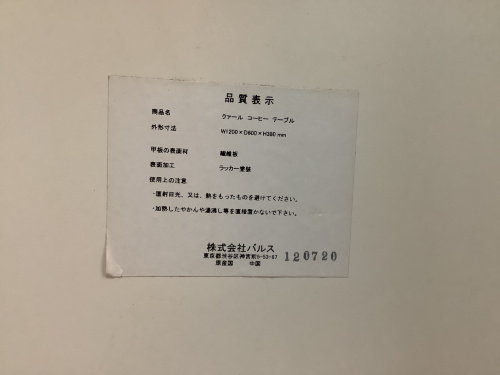 品質表示
商品名 クァール コーヒー テーブル
外形寸法 W1200×D600×H380 mm
甲板の表面材 繊維板
表面加工 ラッカー塗装
使用上の注意
・直射日光、又は、熱をもったものを避けてください。
・加熱したやかんや湯沸し等を直接置かないで下さい。
株式会社バルス
東京都渋谷区神宮前5-53-67
原産国 中国
120720